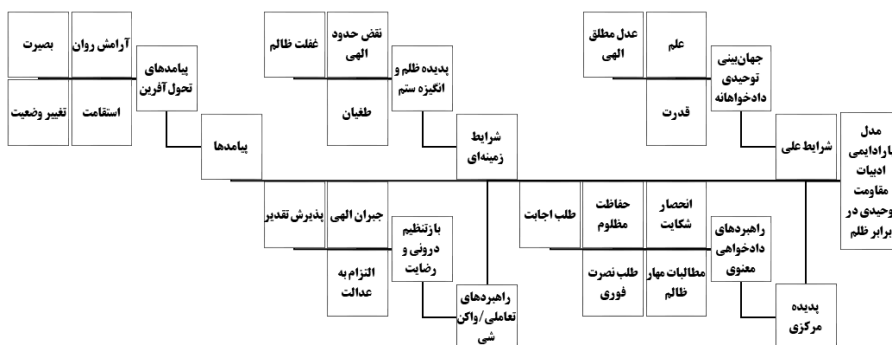 مدل
پارادایمی
ادبیات
مقاومت
توحیدی در
برابر ظلم
شرایط علی
جهان‌بینی
توحیدی
دادخواهانه
علم
عدل مطلق
الهی
قدرت
پدیده
مرکزی
راهبردهای
دادخواهی
معنوی
انحصار
شکایت
حفاظت
مظلوم
طلب اجابت
مطالبات مهار
ظالم
طلب نصرت
فوری
شرایط
زمینه‌ای
پدیده ظلم و
انگیزه ستم
نقض حدود
الهی
غفلت ظالم
طغیان
راهبردهای
تعاملی/واکن
شی
بازتنظیم
درونی و
رضایت
جبران الهی
پذیرش تقدیر
التزام به
عدالت
پیامدها
پیامدهای
تحول آفرین
آرامش روان
بصیرت
استقامت
تغییر وضعیت